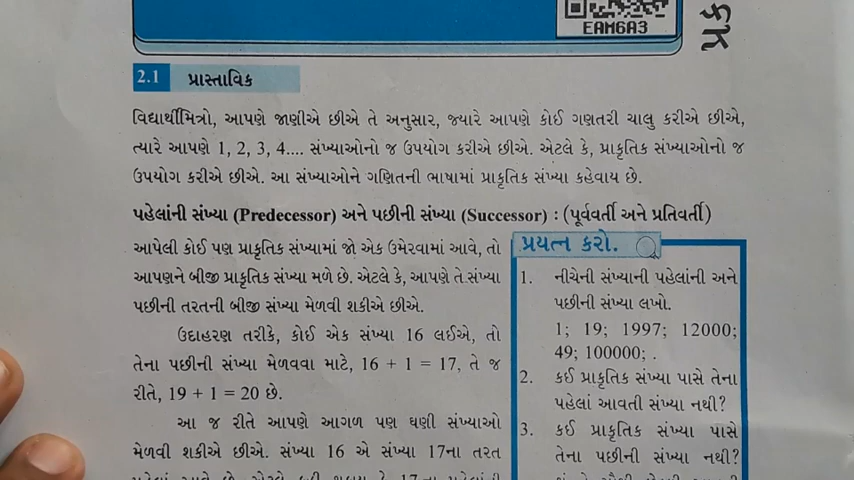 EAM6A3
પ્રક
2.1 પ્રાસ્તાવિક
વિદ્યાર્થીમિત્રો, આપણે જાણીએ છીએ તે અનુસાર, જ્યારે આપણે કોઈ ગણતરી ચાલુ કરીએ છીએ,
ત્યારે આપણે 1, 2, 3, 4.... સંખ્યાઓનો જ ઉપયોગ કરીએ છીએ. એટલે કે, પ્રાકૃતિક સંખ્યાઓનો જ
ઉપયોગ કરીએ છીએ. આ સંખ્યાઓને ગણિતની ભાષામાં પ્રાકૃતિક સંખ્યા કહેવાય છે.
પહેલાંની સંખ્યા (Predecessor) અને પછીની સંખ્યા (Successor) : (પૂર્વવર્તી અને પ્રતિવર્તી)
આપેલી કોઈ પણ પ્રાકૃતિક સંખ્યામાં જો એક ઉમેરવામાં આવે, તો
આપણને બીજી પ્રાકૃતિક સંખ્યા મળે છે. એટલે કે, આપણે તે સંખ્યા
પછીની તરતની બીજી સંખ્યા મેળવી શકીએ છીએ.
ઉદાહરણ તરીકે, કોઈ એક સંખ્યા 16 લઈએ, તો
તેના પછીની સંખ્યા મેળવવા માટે, 16 + 1 = 17, તે જ
રીતે, 19 + 1 = 20 છે.
આ જ રીતે આપણે આગળ પણ ઘણી સંખ્યાઓ
મેળવી શકીએ છીએ. સંખ્યા 16 એ સંખ્યા 17ના તરત
પ્રયત્ન કરો.
1. નીચેની સંખ્યાની પહેલાંની અને
પછીની સંખ્યા લખો.
1; 19; 1997; 12000;
49; 100000; .
2. કઈ પ્રાકૃતિક સંખ્યા પાસે તેના
પહેલાં આવતી સંખ્યા નથી?
3. કઈ પ્રાકૃતિક સંખ્યા પાસે
તેના પછીની સંખ્યા નથી?